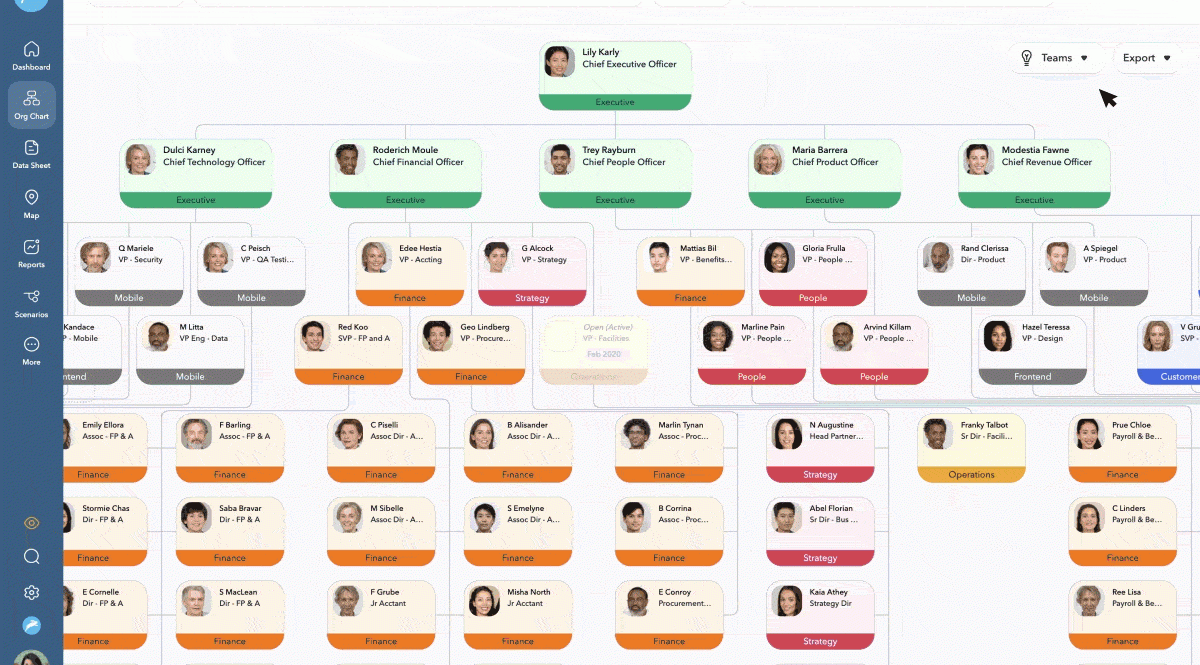 Dashboard
Org Chart
Data Sheet
Map
Reports
Scenarios
More
Teams
Export
Lily Karly
Chief Executive Officer
Executive
Dulci Karney
Chief Technology Officer
Executive
Roderich Moule
Chief Financial Officer
Executive
Trey Rayburn
Chief People Officer
Executive
Maria Barrera
Chief Product Officer
Executive
Modestia Fawne
Chief Revenue Officer
Executive
Q Mariele
VP - Security
Mobile
C Peisch
VP - QA Testi...
Mobile
Edee Hestia
VP - Accting
Finance
G Alcock
VP - Strategy
Strategy
Mattias Bil
VP - Benefits...
Finance
Gloria Frulla
VP - People ...
People
Rand Clerissa
Dir - Product
Mobile
A Spiegel
VP - Product
Mobile
Kandace
P - Mobile
ntend
M Litta
VP Eng - Data
Mobile
Red Koo
SVP - FP and A
Finance
Geo Lindberg
VP - Procure...
Finance
Open (Active)
VP - Facilities
Feb 2020
Operations
Marline Pain
VP - People ...
People
Arvind Killam
VP - People ...
People
Hazel Teressa
VP - Design
Frontend
V Gru
SVP -
Customer
Emily Ellora
Assoc - FP & A
Finance
F Barling
Assoc - FP & A
Finance
C Piselli
Assoc Dir - A...
Finance
B Alisander
Assoc Dir - A...
Finance
Marlin Tynan
Assoc - Proc...
Finance
N Augustine
Head Partner...
Strategy
Franky Talbot
Sr Dir - Facili...
Operations
Prue Chloe
Payroll & Be...
Finance
Stormie Chas
Dir - FP & A
Finance
Saba Bravar
Dir - FP & A
Finance
M Sibelle
Assoc Dir - A...
Finance
S Emelyne
Assoc Dir - A...
Finance
B Corrina
Assoc - Proc...
Finance
Abel Florian
Sr Dir - Bus ...
Strategy
C Linders
Payroll & Be...
Finance
E Cornelle
Dir - FP & A
Finance
S MacLean
Dir - FP & A
Finance
F Grube
Jr Acctant
Finance
Misha North
Jr Acctant
Finance
E Conroy
Procurement...
Finance
Kaia Athey
Strategy Dir
Strategy
Ree Lisa
Payroll & Be...
Finance